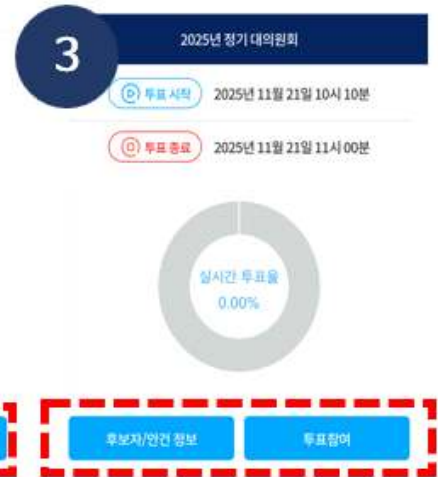 3
2025년 정기 대의원회
투표 시작 2025년 11월 21일 10시 10분
투표 종료 2025년 11월 21일 11시 00분
실시간 투표율
0.00%
후보자/안건 정보 투표참여